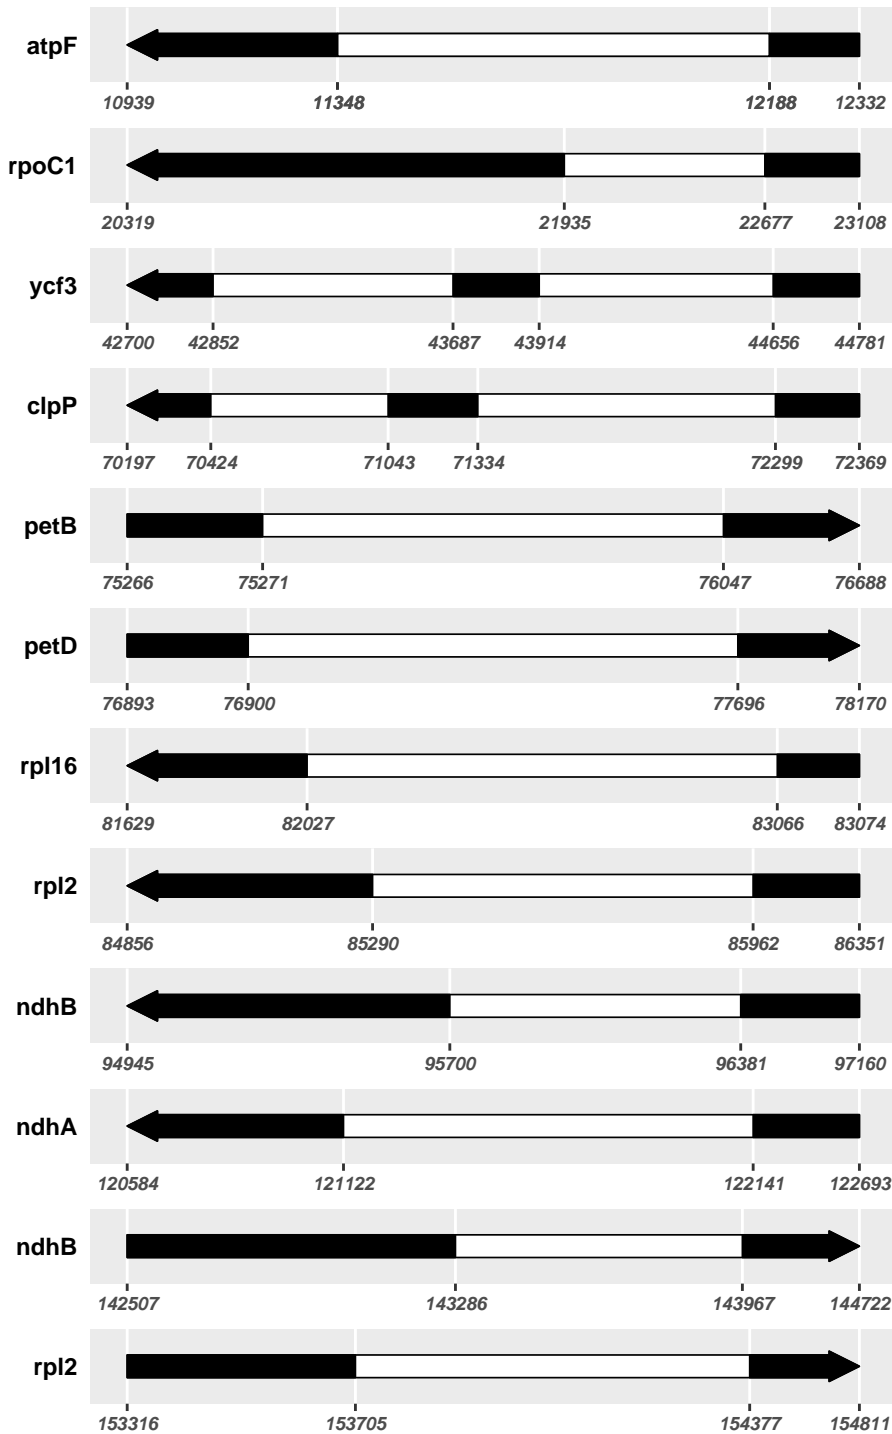 atpF
10939 11348 12188 12332
rpoC1
20319 21935 22677 23108
ycf3
42700 42852 43687 43914 44656 44781
clpP
70197 70424 71043 71334 72299 72369
petB
75266 75271 76047 76688
petD
76893 76900 77696 78170
rpl16
81629 82027 83066 83074
rpl2
84856 85290 85962 86351
ndhB
94945 95700 96381 97160
ndhA
120584 121122 122141 122693
ndhB
142507 143286 143967 144722
rpl2
153316 153705 154377 154811